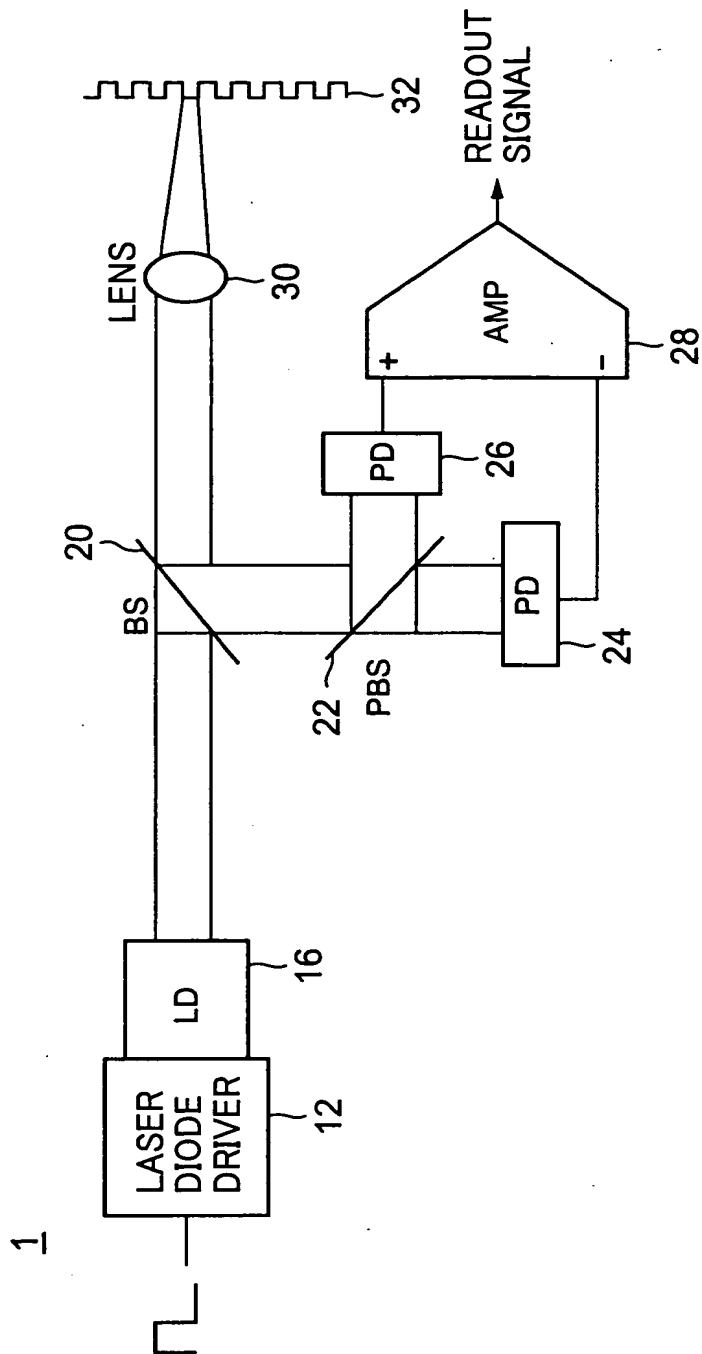 1
LASER
DIODE
DRIVER
12
LD
16
BS
20
22
PBS
PD
24
PD
26
LENS
30
32
+
AMP
-
28
READOUT
SIGNAL